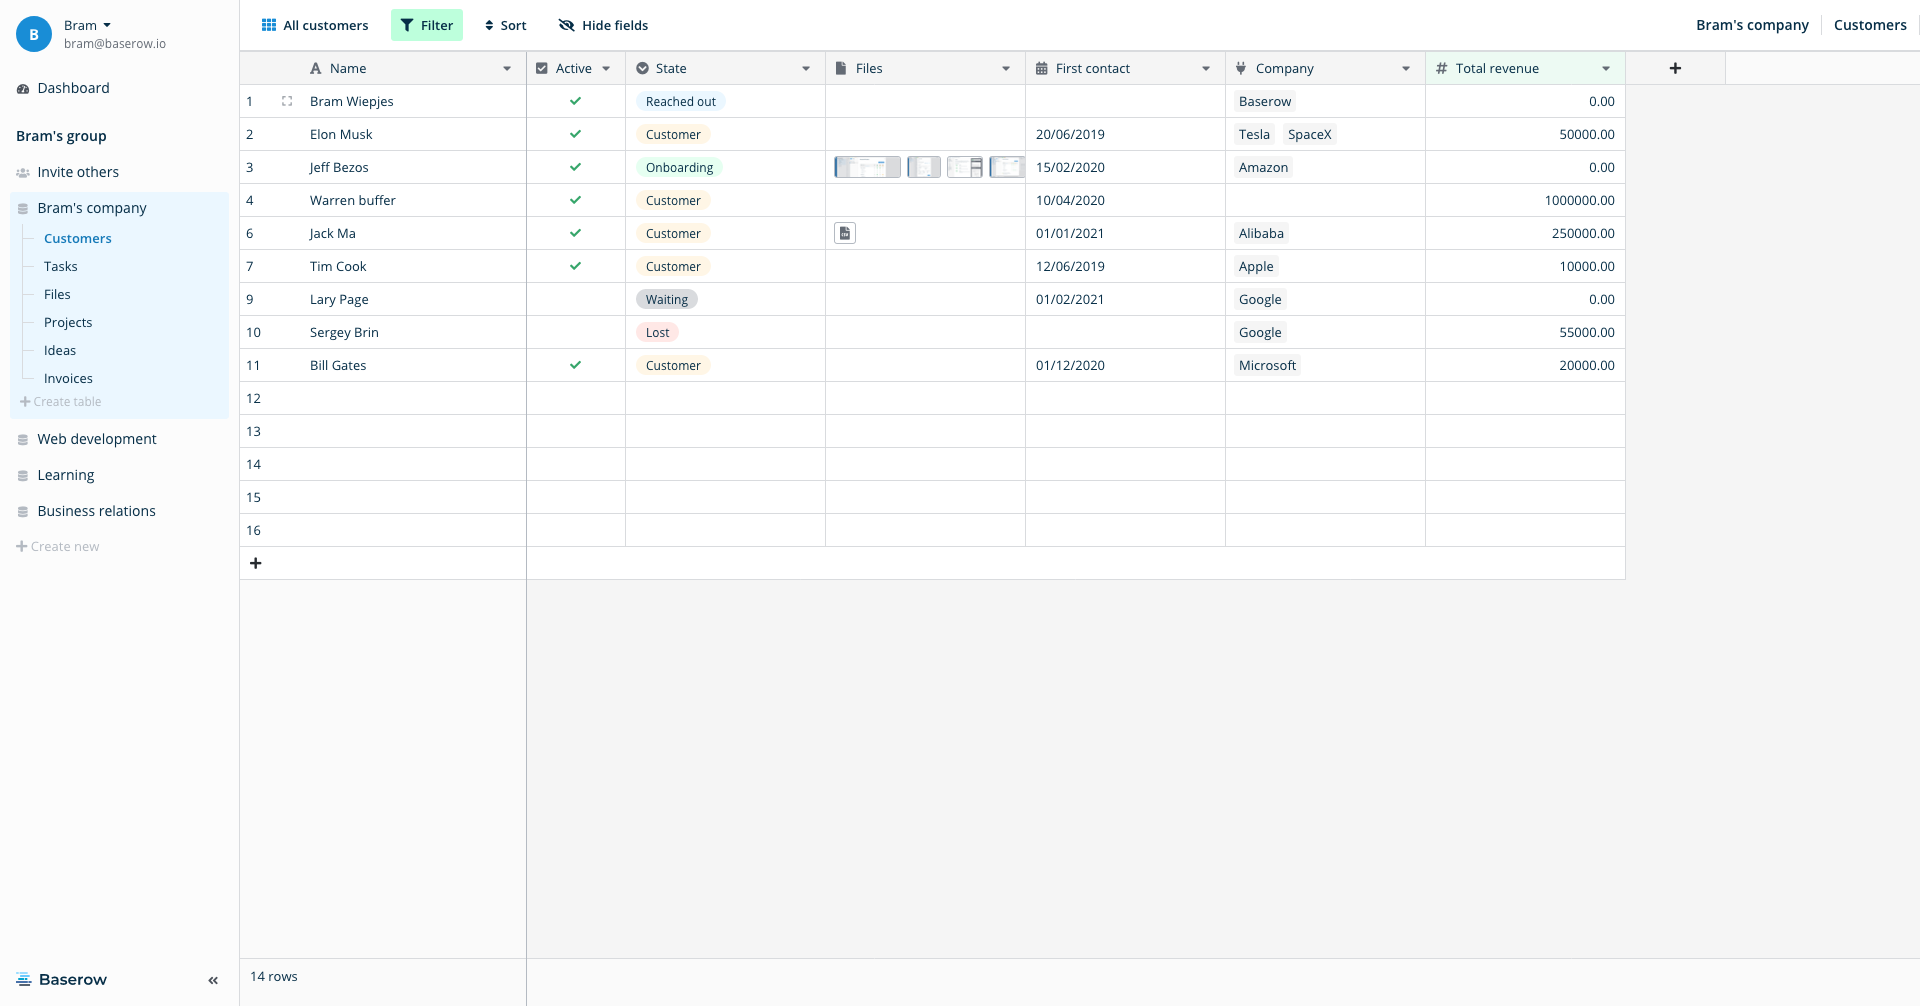 B
Bram
bram@baserow.io
Dashboard
Bram's group
Invite others
Bram's company
Customers
Tasks
Files
Projects
Ideas
Invoices
Create table
Web development
Learning
Business relations
Create new
Baserow
All customers Filter Sort Hide fields Bram's company Customers
Name Active State Files First contact Company Total revenue
1 Bram Wiepjes Reached out Baserow 0.00
2 Elon Musk Customer 20/06/2019 Tesla SpaceX 50000.00
3 Jeff Bezos Onboarding 15/02/2020 Amazon 0.00
4 Warren buffer Customer 10/04/2020 1000000.00
6 Jack Ma Customer 01/01/2021 Alibaba 250000.00
7 Tim Cook Customer 12/06/2019 Apple 10000.00
9 Lary Page Waiting 01/02/2021 Google 0.00
10 Sergey Brin Lost Google 55000.00
11 Bill Gates Customer 01/12/2020 Microsoft 20000.00
12
13
14
15
16
14 rows